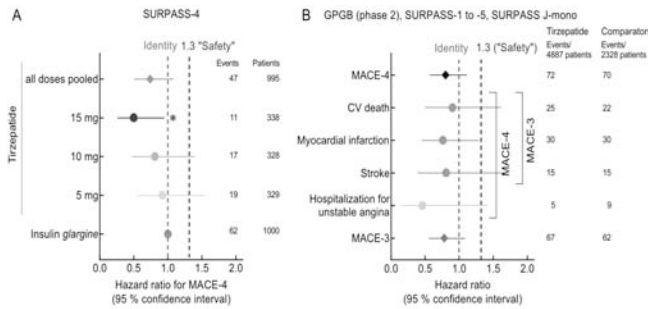 A
SURPASS-4
Identity 1.3 "Safety"
Events Patients
Tirzepatide
all doses pooled 47 995
15 mg * 11 338
10 mg 17 328
5 mg 19 329
Insulin glargine 62 1000
0.0 0.5 1.0 1.5 2.0
Hazard ratio for MACE-4
(95 % confidence interval)
B
GPGB (phase 2), SURPASS-1 to -5, SURPASS J-mono
Identity 1.3 ("Safety")
Tirzepatide Comparator
Events/ Events/
4887 patients 2328 patients
MACE-4 72 70
CV death 25 22
Myocardial infarction 30 30
Stroke 15 15
Hospitalization for
unstable angina 5 9
MACE-3 67 62
MACE-4
MACE-3
0.0 0.5 1.0 1.5 2.0
Hazard ratio
(95 % confidence interval)